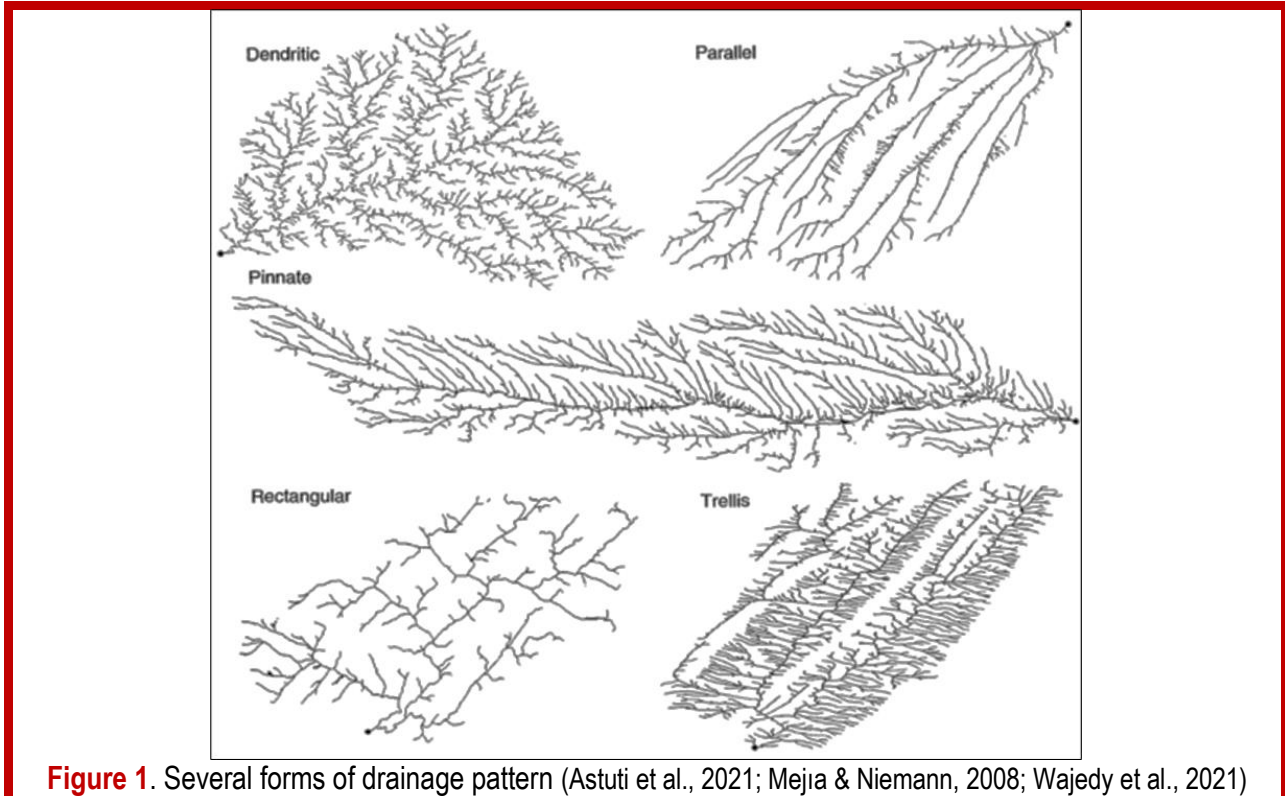 Dendritic
Parallel
Pinnate
Rectangular
Trellis
Figure 1. Several forms of drainage pattern (Astuti et al., 2021; Mejıa & Niemann, 2008; Wajedy et al., 2021)